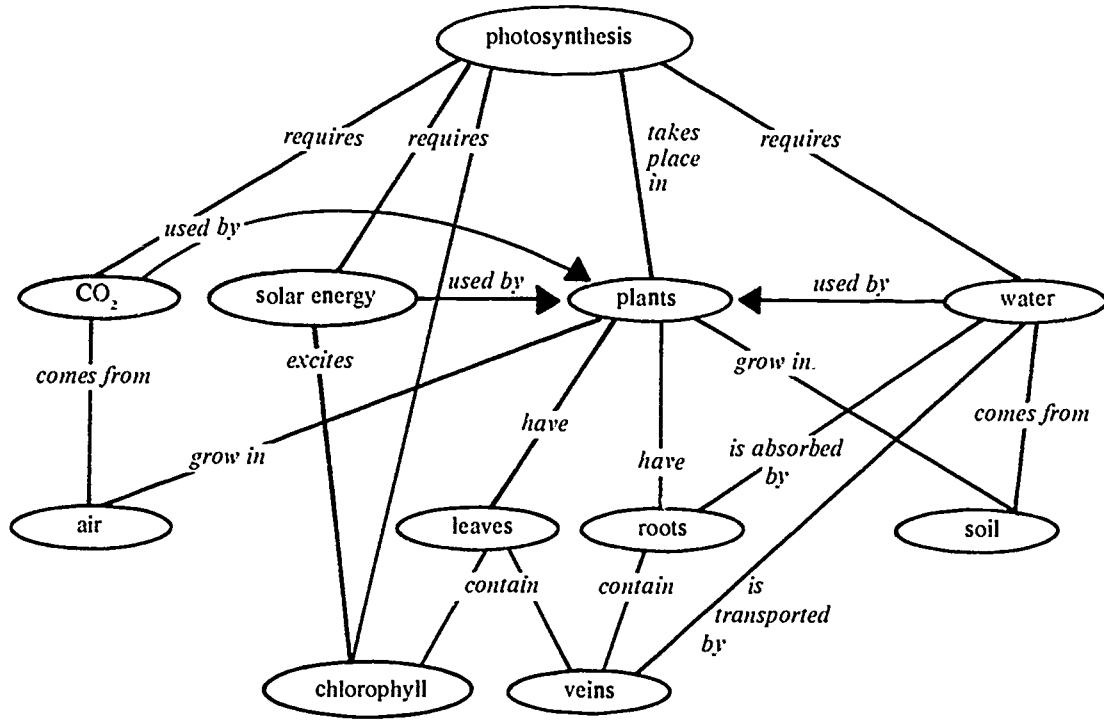 photosynthesis
requires
requires
takes
place
in
requires
used by
CO₂
solar energy
used by
plants
used by
water
comes from
excites
grow in.
comes from
have
grow in
have
is absorbed
by
air
leaves
roots
soil
contain
contain
is
transported
by
chlorophyll
veins